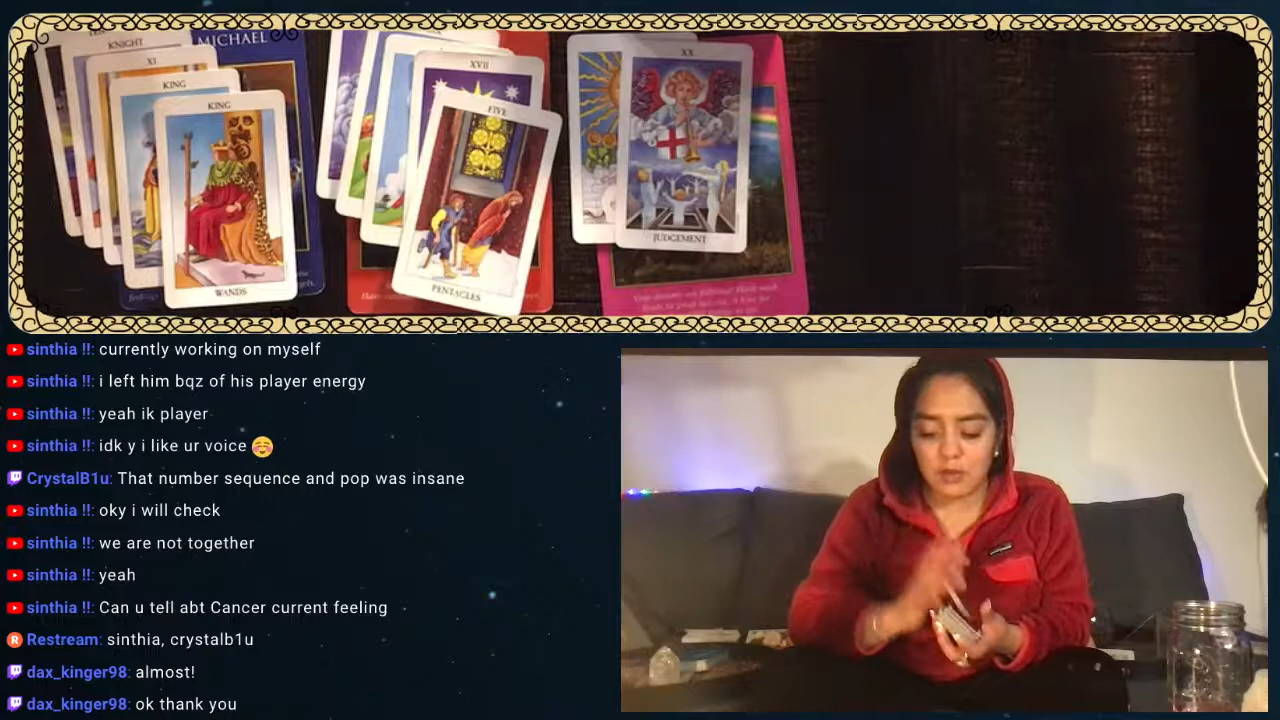 KNIGHT
MICHAEL
XI
KING
KING
WANDS
XVII
FIVE
PENTACLES
XX
JUDGEMENT
sinthia !!: currently working on myself
sinthia !!: i left him bqz of his player energy
sinthia !!: yeah ik player
sinthia !!: idk y i like ur voice ☺️
CrystalB1u: That number sequence and pop was insane
sinthia !!: oky i will check
sinthia !!: we are not together
sinthia !!: yeah
sinthia !!: Can u tell abt Cancer current feeling
R Restream: sinthia, crystalb1u
dax_kinger98: almost!
dax_kinger98: ok thank you